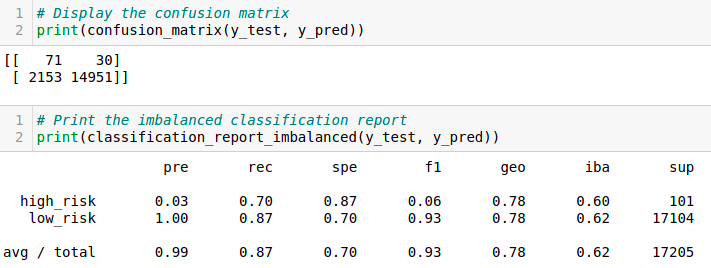 1 # Display the confusion matrix
2 print(confusion_matrix(y_test, y_pred))
[[   71    30]
 [ 2153 14951]]
1 # Print the imbalanced classification report
2 print(classification_report_imbalanced(y_test, y_pred))
                   pre       rec       spe        f1       geo       iba       sup
  high_risk       0.03      0.70      0.87      0.06      0.78      0.60       101
   low_risk       1.00      0.87      0.70      0.93      0.78      0.62     17104
avg / total       0.99      0.87      0.70      0.93      0.78      0.62     17205